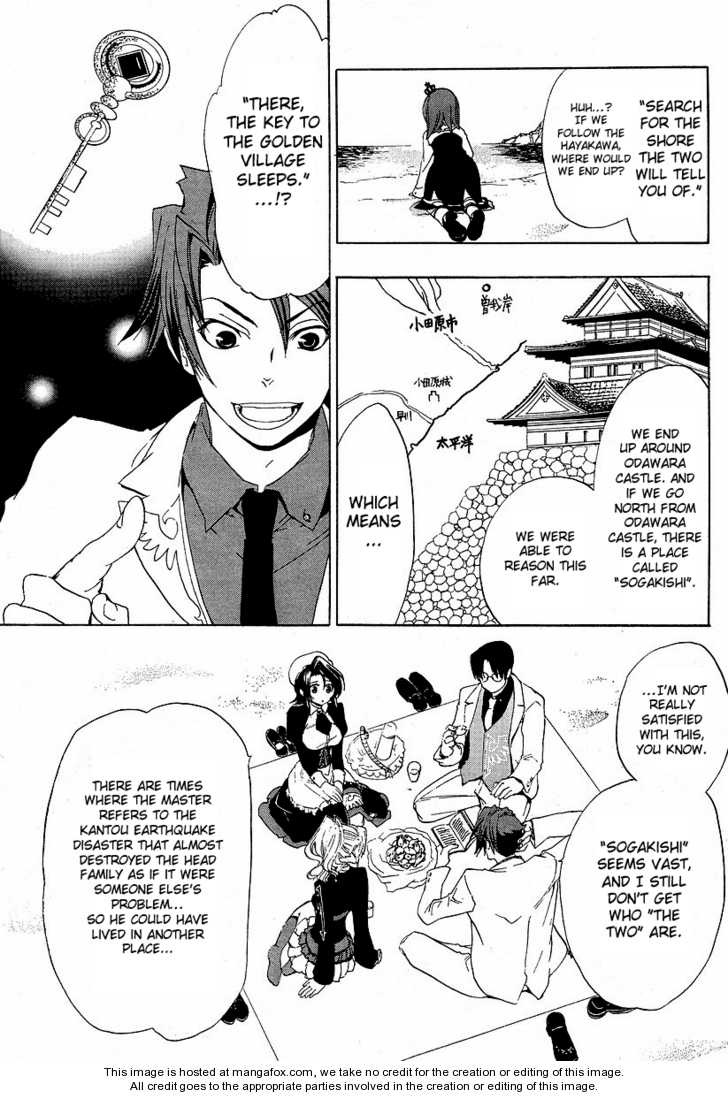 "SEARCH
FOR THE
SHORE
THE TWO
WILL TELL
YOU OF."
HUH...?
IF WE
FOLLOW THE
HAYAKAWA,
WHERE WOULD
WE END UP?
WE END
UP AROUND
ODAWARA
CASTLE. AND
IF WE GO
NORTH FROM
ODAWARA
CASTLE, THERE
IS A PLACE
CALLED
"SOGAKISHI".
WE WERE
ABLE TO
REASON THIS
FAR.
曽我岸
小田原市
小田原城
早川
太平洋
WHICH
MEANS
...
"THERE,
THE KEY TO
THE GOLDEN
VILLAGE
SLEEPS."
...!?
...I'M NOT
REALLY
SATISFIED
WITH THIS,
YOU KNOW.
"SOGAKISHI"
SEEMS VAST,
AND I STILL
DON'T GET
WHO "THE
TWO" ARE.
THERE ARE TIMES
WHERE THE MASTER
REFERS TO THE
KANTOU EARTHQUAKE
DISASTER THAT ALMOST
DESTROYED THE HEAD
FAMILY AS IF IT WERE
SOMEONE ELSE'S
PROBLEM...
SO HE COULD HAVE
LIVED IN ANOTHER
PLACE...
This image is hosted at mangafox.com, we take no credit for the creation or editing of this image.
All credit goes to the appropriate parties involved in the creation or editing of this image.